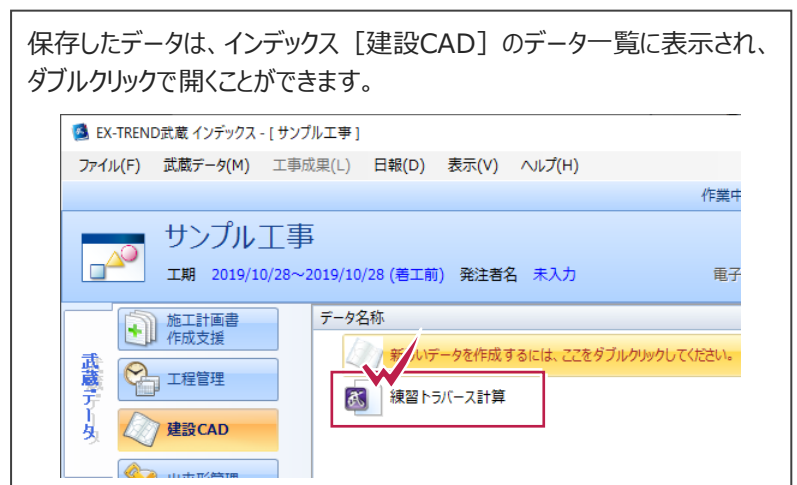 保存したデータは、インデックス［建設CAD］のデータ一覧に表示され、
ダブルクリックで開くことができます。
EX-TREND武蔵 インデックス - [ サンプル工事 ]
ファイル(F) 武蔵データ(M) 工事成果(L) 日報(D) 表示(V) ヘルプ(H)
作業中
サンプル工事
工期 2019/10/28～2019/10/28 (着工前) 発注者名 未入力 電子
武蔵データ
施工計画書
作成支援
工程管理
建設CAD
出来形管理
データ名称
新しいデータを作成するには、ここをダブルクリックしてください。
練習トラバース計算